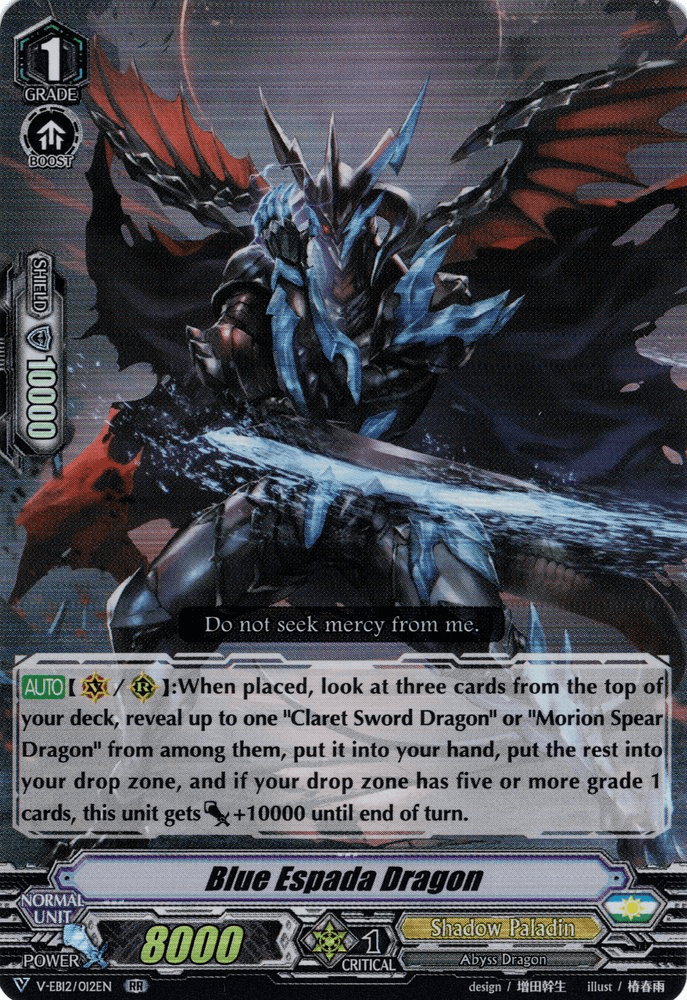 1
GRADE
BOOST
SHIELD
10000
Do not seek mercy from me.
AUTO【V/R】:When placed, look at three cards from the top of
your deck, reveal up to one "Claret Sword Dragon" or "Morion Spear
Dragon" from among them, put it into your hand, put the rest into
your drop zone, and if your drop zone has five or more grade 1
cards, this unit gets +10000 until end of turn.
Blue Espada Dragon
NORMAL
UNIT
POWER
8000
1
CRITICAL
Shadow Paladin
Abyss Dragon
V V-EB12/012EN RR
design / 増田幹生 illust / 椿春雨